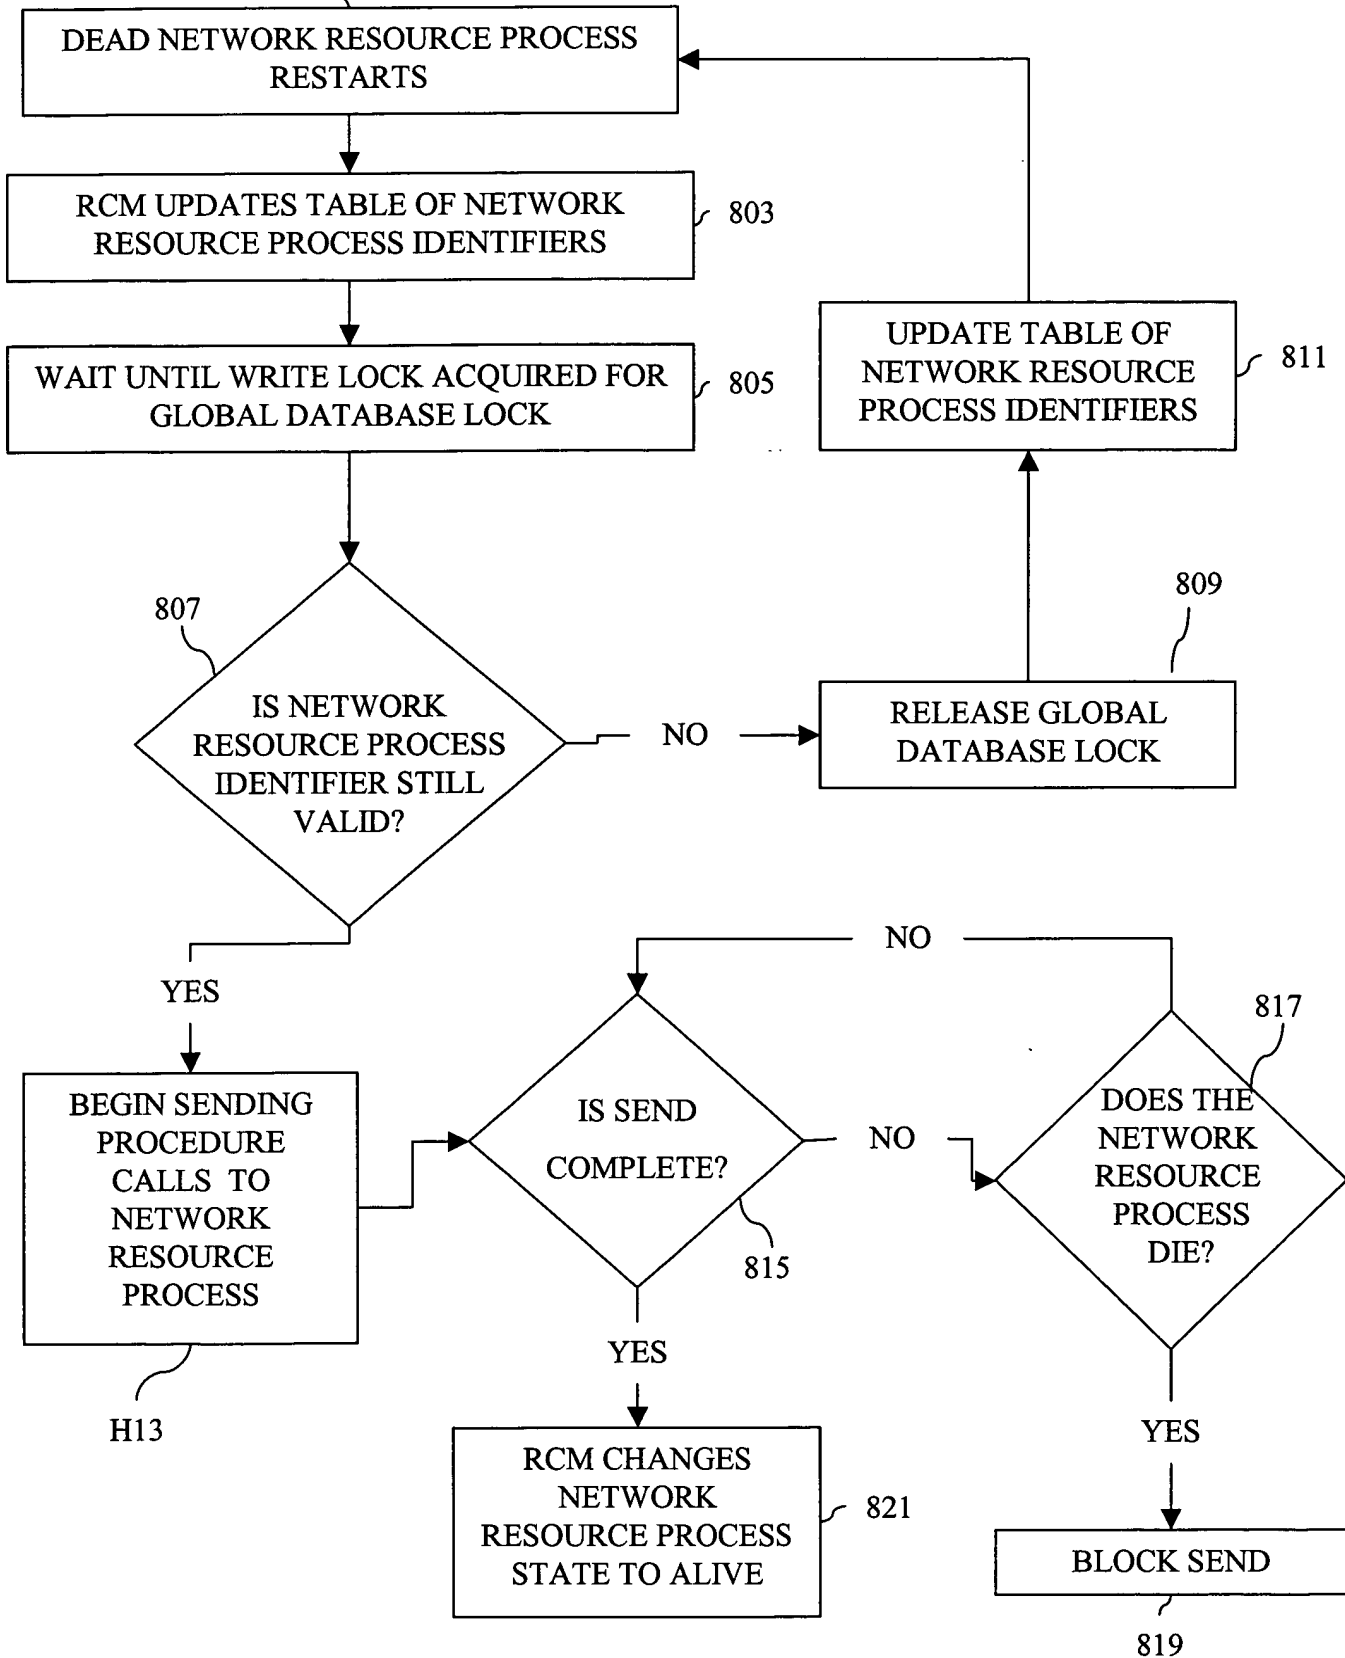 DEAD NETWORK RESOURCE PROCESS
RESTARTS
RCM UPDATES TABLE OF NETWORK
RESOURCE PROCESS IDENTIFIERS
803
WAIT UNTIL WRITE LOCK ACQUIRED FOR
GLOBAL DATABASE LOCK
805
UPDATE TABLE OF
NETWORK RESOURCE
PROCESS IDENTIFIERS
811
807
IS NETWORK
RESOURCE PROCESS
IDENTIFIER STILL
VALID?
NO
809
RELEASE GLOBAL
DATABASE LOCK
YES
BEGIN SENDING
PROCEDURE
CALLS TO
NETWORK
RESOURCE
PROCESS
H13
IS SEND
COMPLETE?
815
NO
NO
817
DOES THE
NETWORK
RESOURCE
PROCESS
DIE?
YES
RCM CHANGES
NETWORK
RESOURCE PROCESS
STATE TO ALIVE
821
YES
BLOCK SEND
819